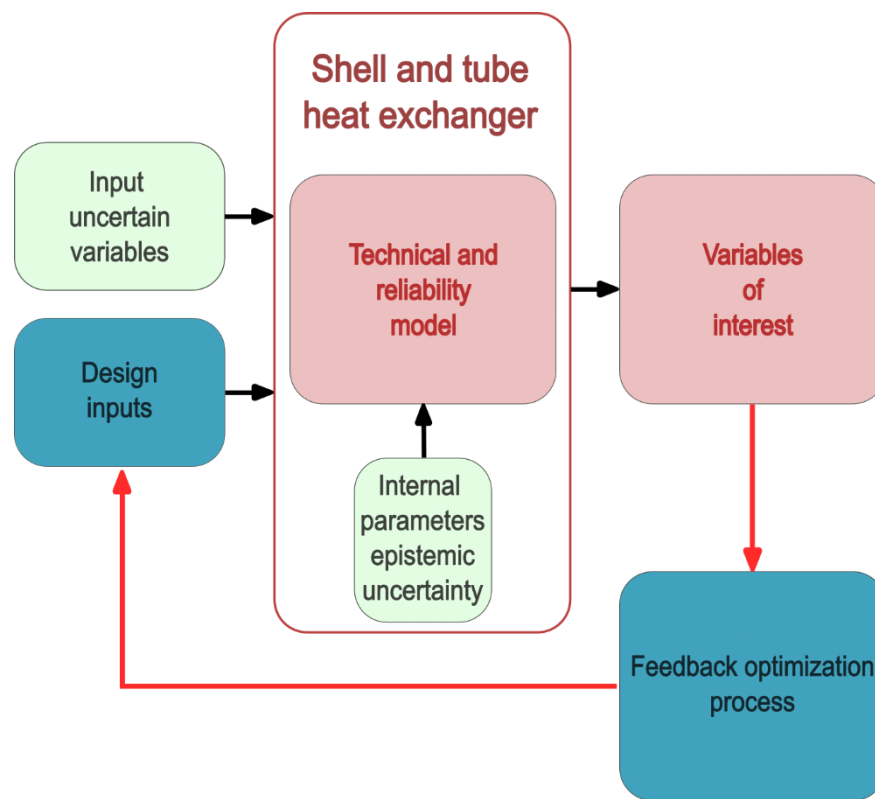 Shell and tube
heat exchanger
Input
uncertain
variables
Technical and
reliability
model
Variables
of
interest
Design
inputs
Internal
parameters
epistemic
uncertainty
Feedback optimization
process